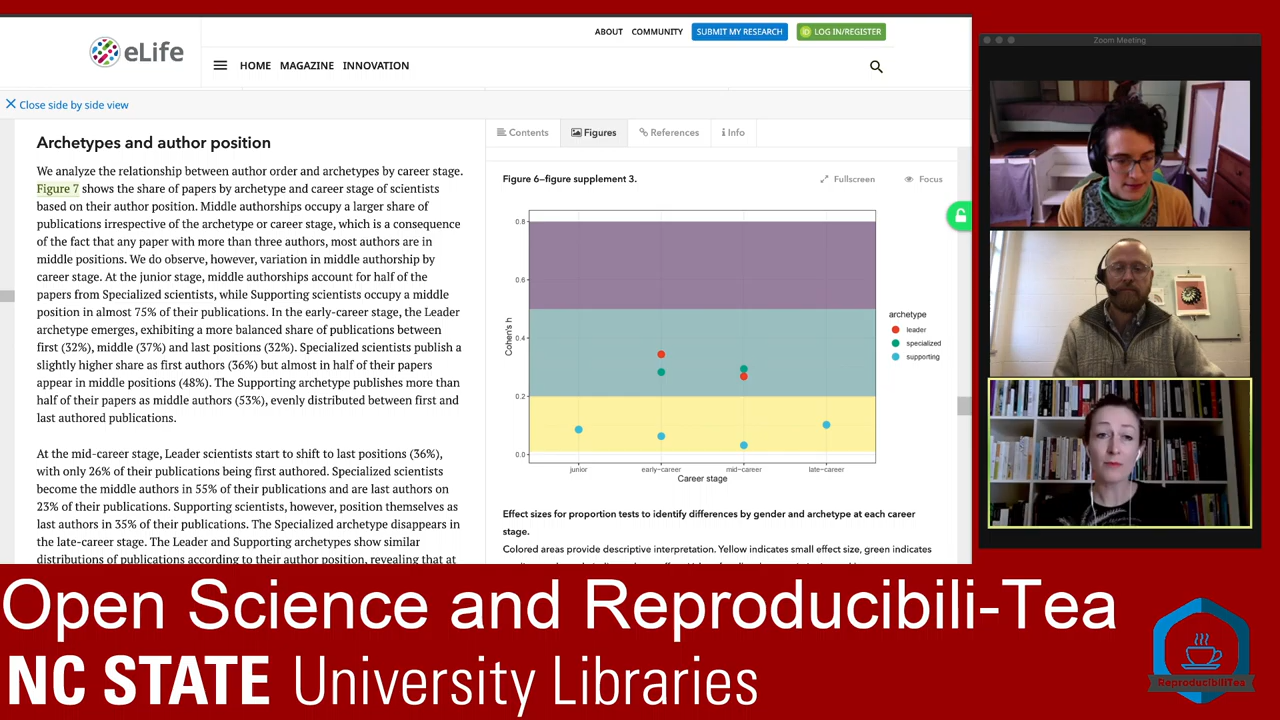 eLife
ABOUT COMMUNITY SUBMIT MY RESEARCH LOG IN/REGISTER
HOME MAGAZINE INNOVATION
Close side by side view
Archetypes and author position
We analyze the relationship between author order and archetypes by career stage.
Figure 7 shows the share of papers by archetype and career stage of scientists
based on their author position. Middle authorships occupy a larger share of
publications irrespective of the archetype or career stage, which is a consequence
of the fact that any paper with more than three authors, most authors are in
middle positions. We do observe, however, variation in middle authorship by
career stage. At the junior stage, middle authorships account for half of the
papers from Specialized scientists, while Supporting scientists occupy a middle
position in almost 75% of their publications. In the early-career stage, the Leader
archetype emerges, exhibiting a more balanced share of publications between
first (32%), middle (37%) and last positions (32%). Specialized scientists publish a
slightly higher share as first authors (36%) but almost in half of their papers
appear in middle positions (48%). The Supporting archetype publishes more than
half of their papers as middle authors (53%), evenly distributed between first and
last authored publications.
At the mid-career stage, Leader scientists start to shift to last positions (36%),
with only 26% of their publications being first authored. Specialized scientists
become the middle authors in 55% of their publications and are last authors on
23% of their publications. Supporting scientists, however, position themselves as
last authors in 35% of their publications. The Specialized archetype disappears in
the late-career stage. The Leader and Supporting archetypes show similar
distributions of publications according to their author position, revealing that at
Contents Figures References Info
Figure 6–figure supplement 3.
Fullscreen Focus
0.8
0.6
0.4
0.2
0.0
Cohen's h
junior early-career mid-career late-career
Career stage
archetype
leader
specialized
supporting
Effect sizes for proportion tests to identify differences by gender and archetype at each career
stage.
Colored areas provide descriptive interpretation. Yellow indicates small effect size, green indicates
Zoom Meeting
Open Science and Reproducibili-Tea
NC STATE University Libraries
ReproducibiliTea